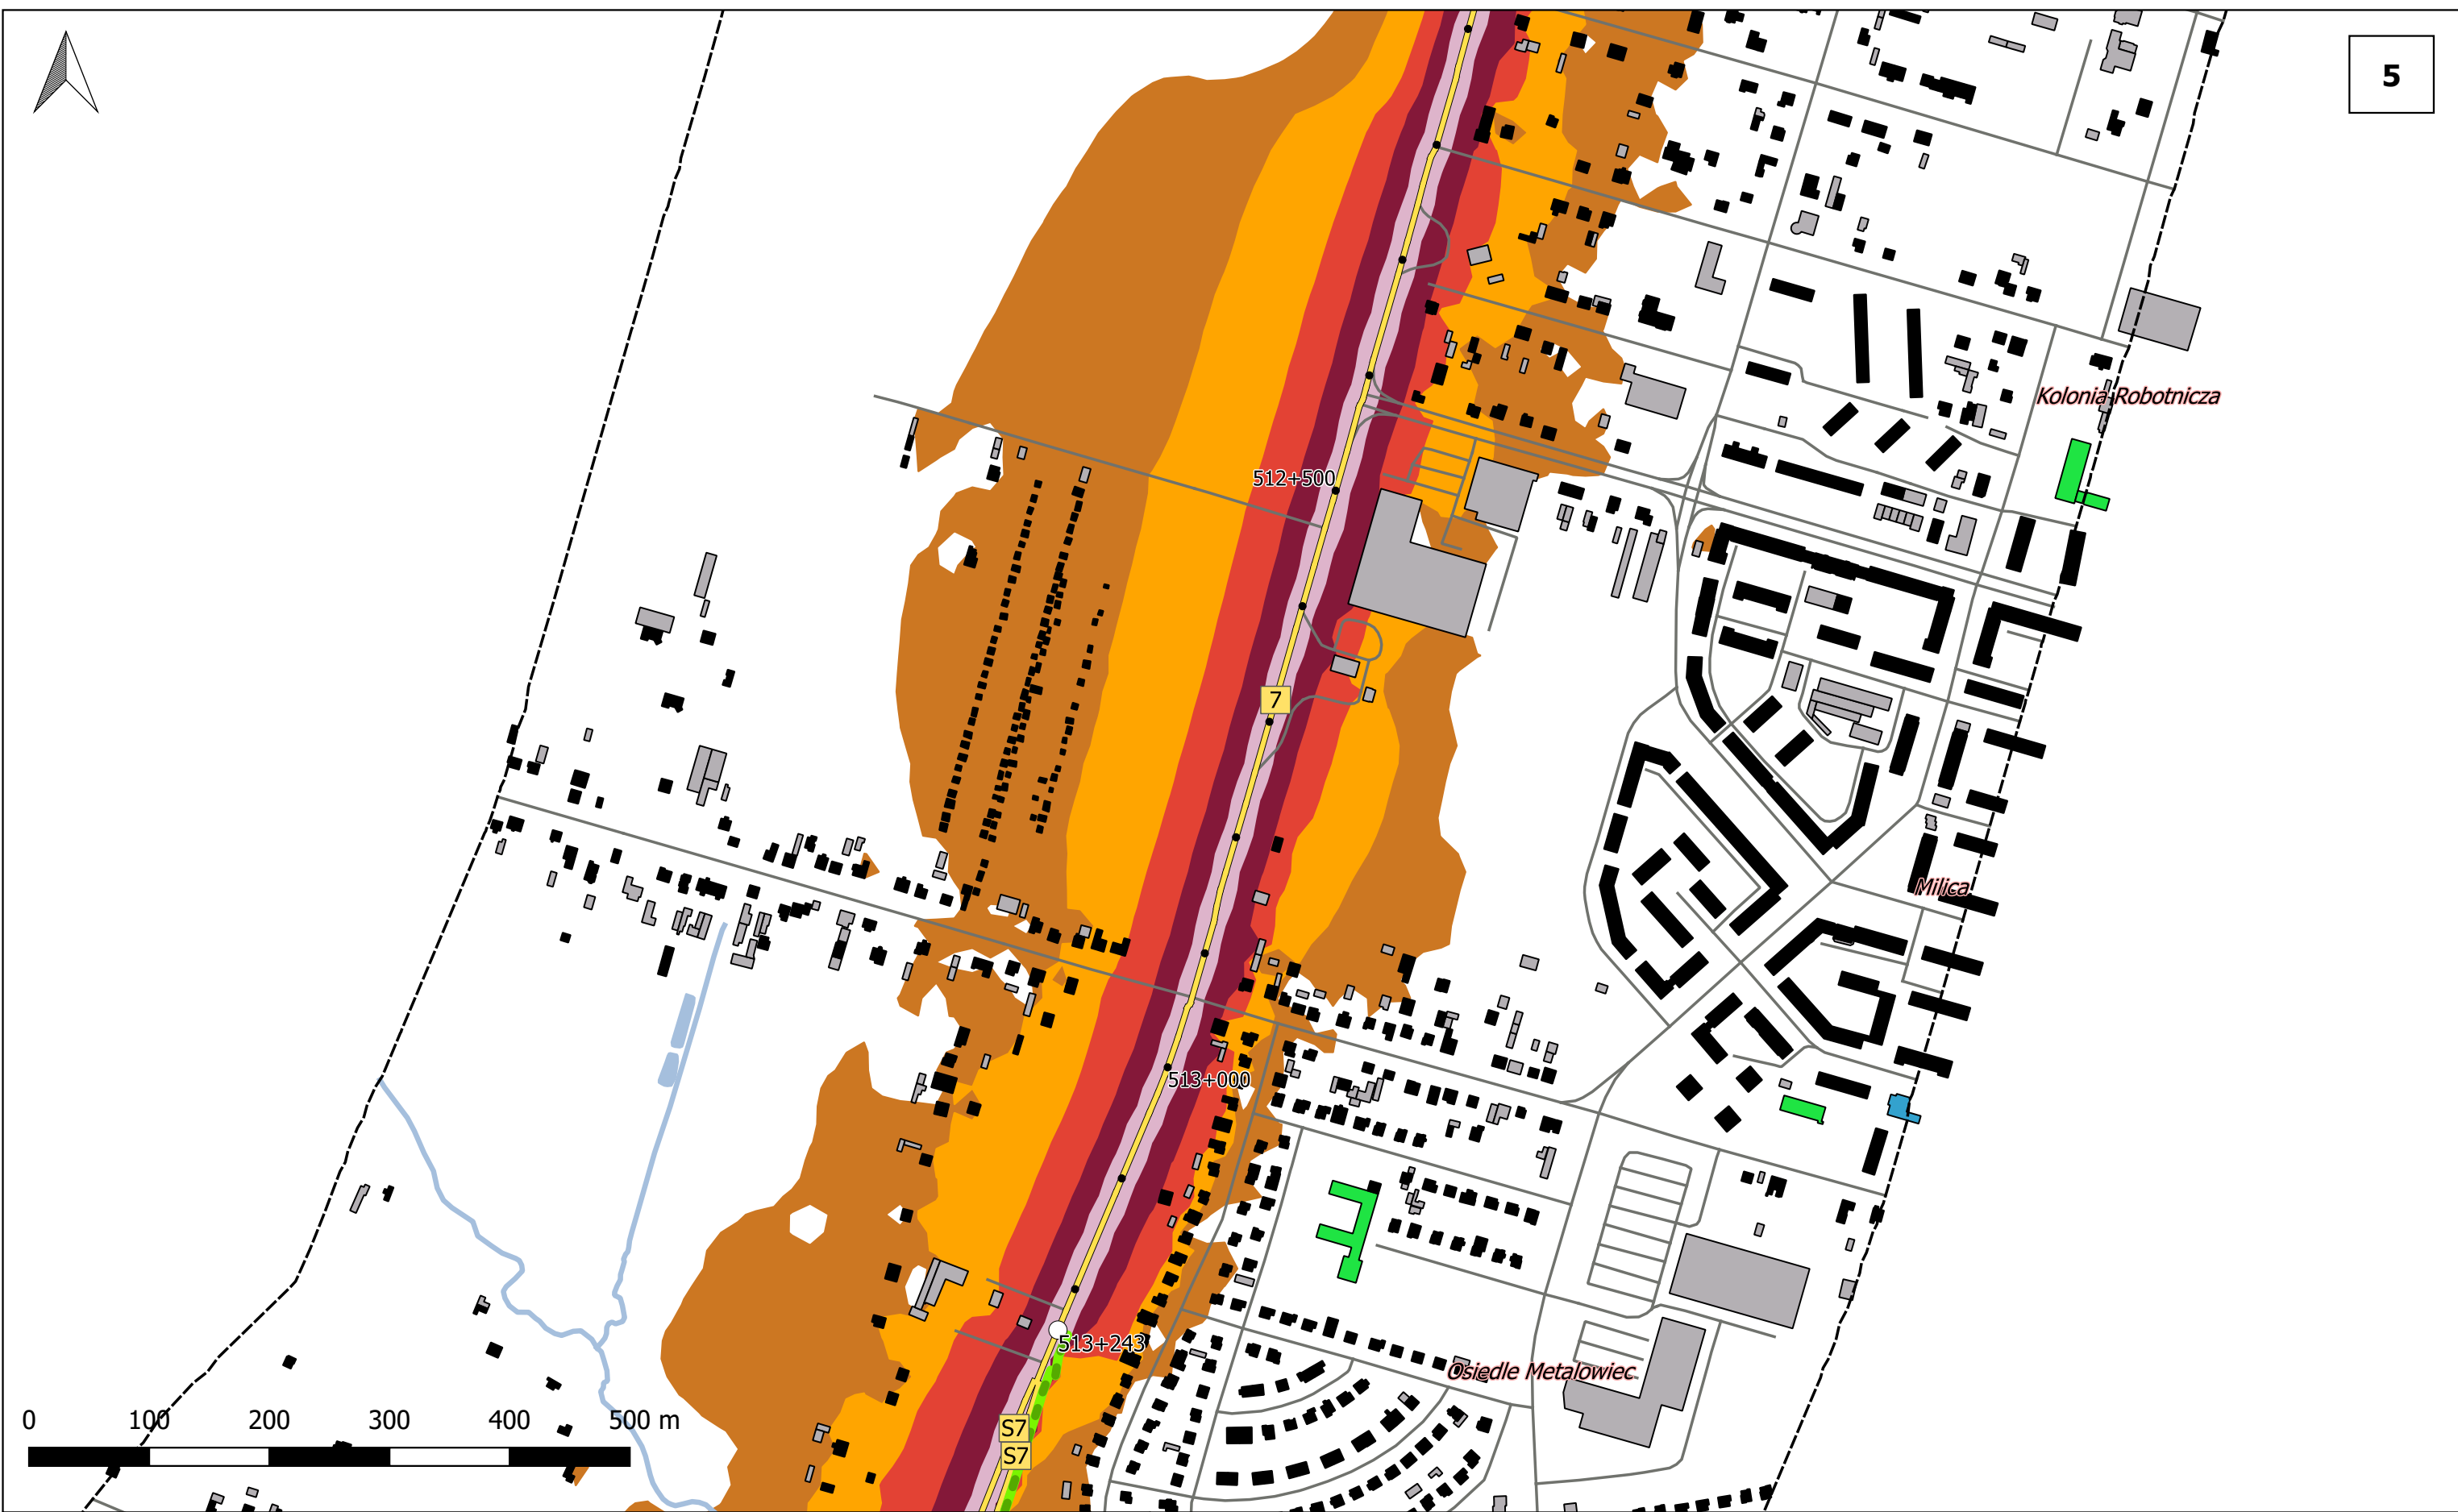 5
Kolonia Robotnicza
512+500
7
Milica
513+000
513+243
Osiedle Metalowiec
0 100 200 300 400 500 m
S7
S7